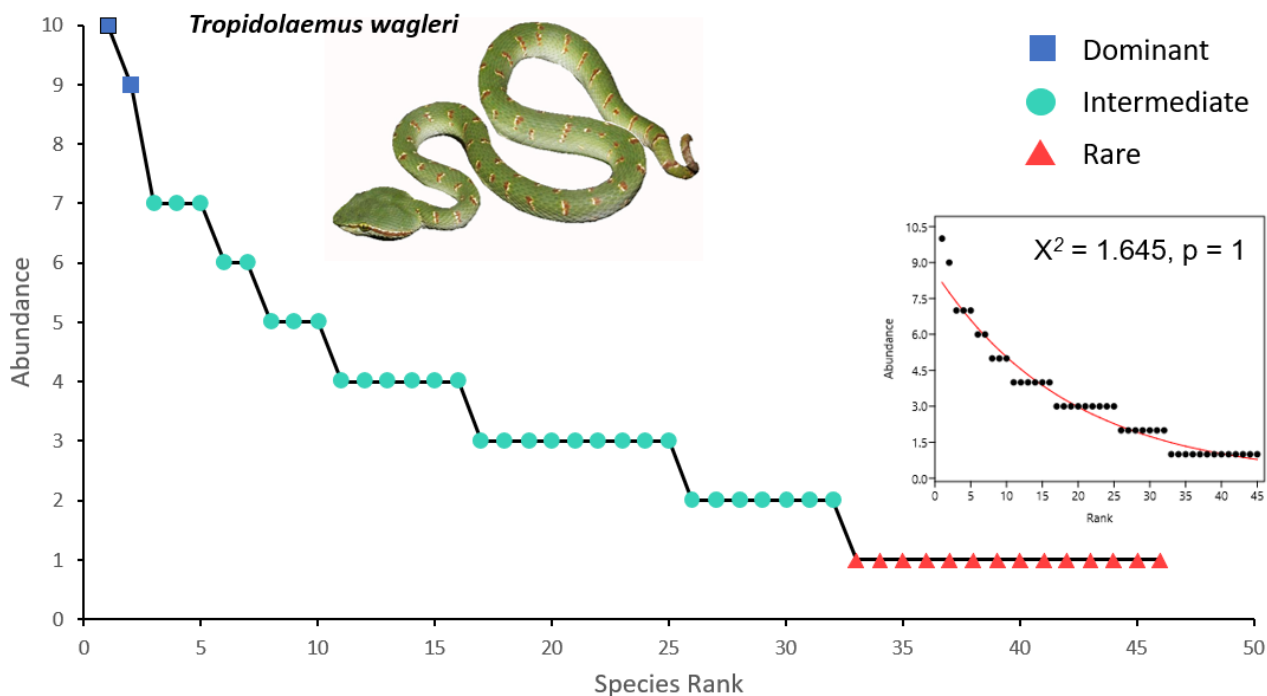 Tropidolaemus wagleri
Dominant
Intermediate
Rare
Abundance
10
9
8
7
6
5
4
3
2
1
0
0 5 10 15 20 25 30 35 40 45 50
Species Rank
X² = 1.645, p = 1
Abundance
10.5
9.0
7.5
6.0
4.5
3.0
1.5
0.0
0 5 10 15 20 25 30 35 40 45
Rank